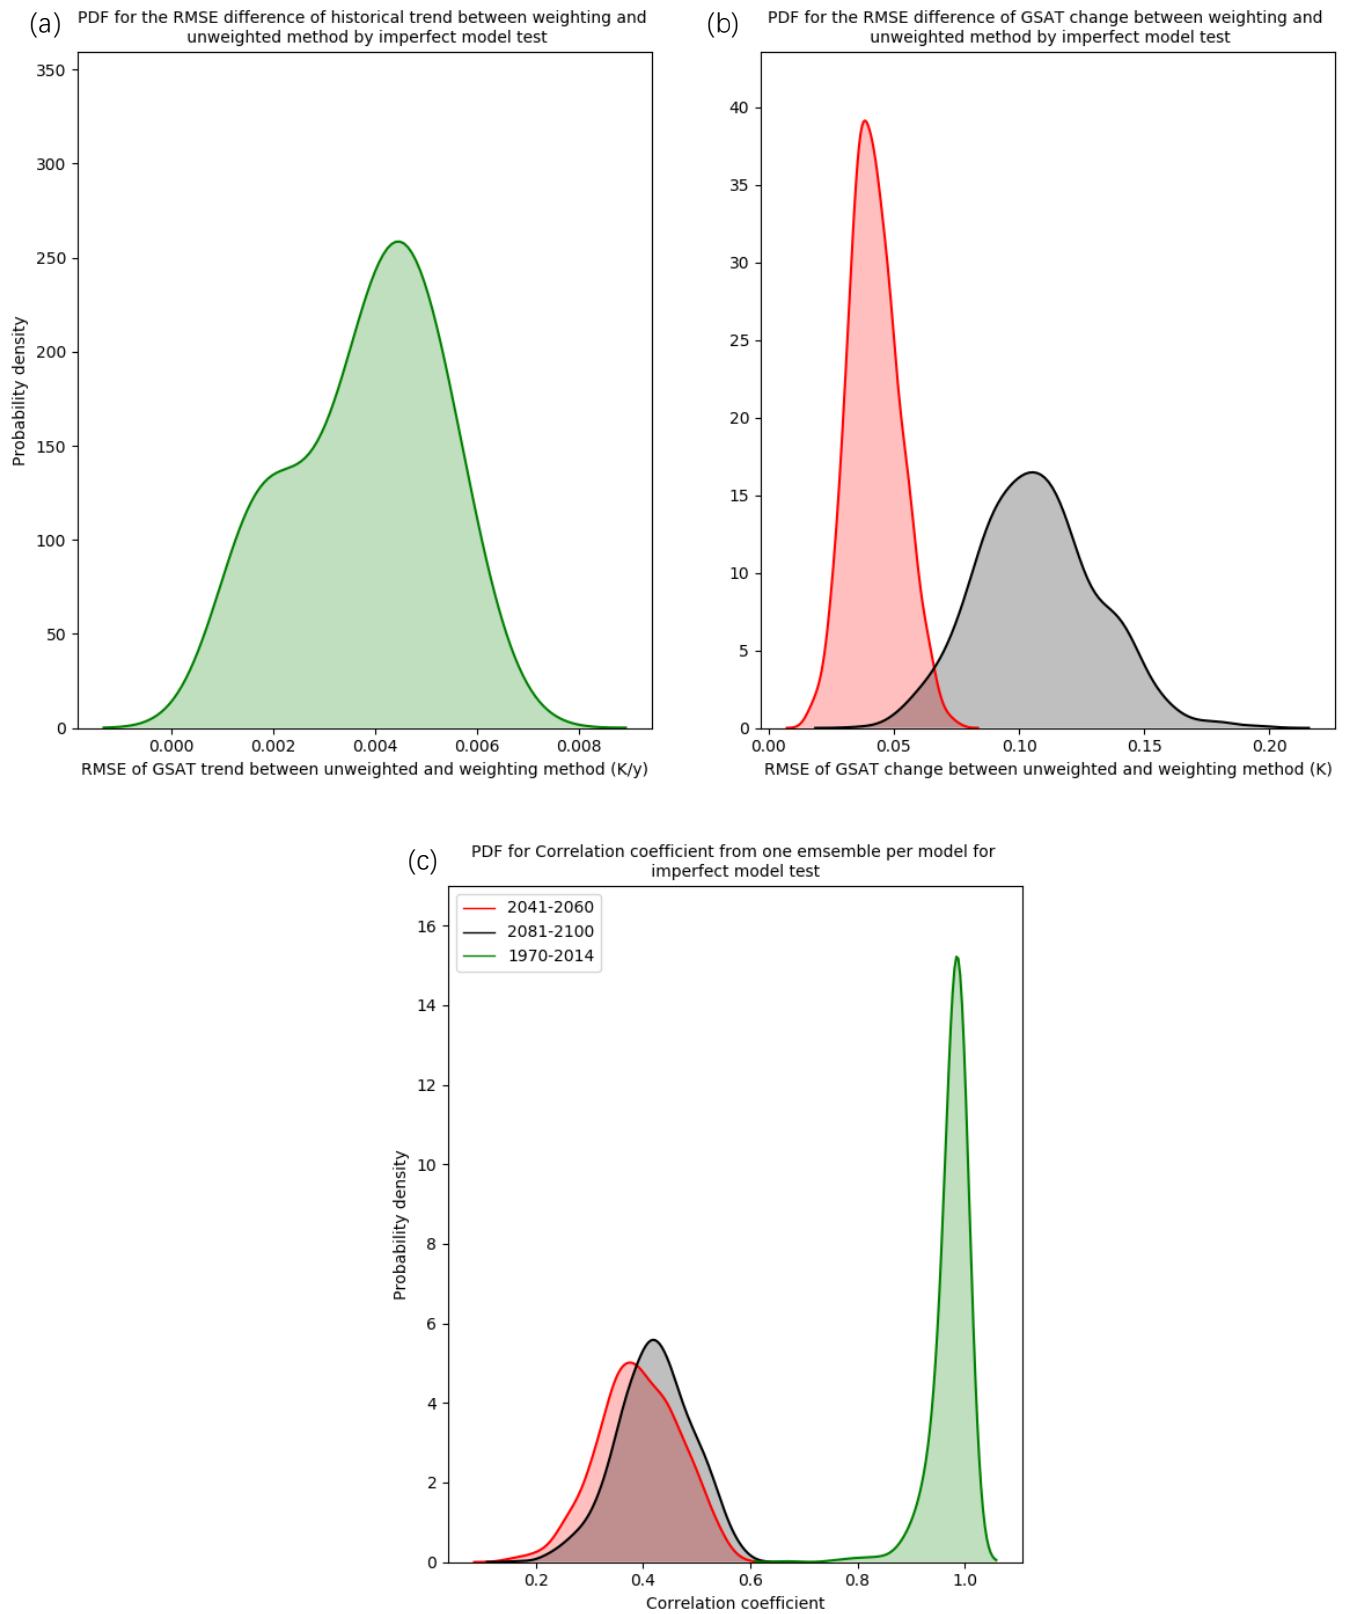 (a)
PDF for the RMSE difference of historical trend between weighting and
unweighted method by imperfect model test
350
300
250
200
150
100
50
0
Probability density
0.000 0.002 0.004 0.006 0.008
RMSE of GSAT trend between unweighted and weighting method (K/y)
(b)
PDF for the RMSE difference of GSAT change between weighting and
unweighted method by imperfect model test
40
35
30
25
20
15
10
5
0
0.00 0.05 0.10 0.15 0.20
RMSE of GSAT change between unweighted and weighting method (K)
(c)
PDF for Correlation coefficient from one emsemble per model for
imperfect model test
2041-2060
2081-2100
1970-2014
16
14
12
10
8
6
4
2
0
Probability density
0.2 0.4 0.6 0.8 1.0
Correlation coefficient